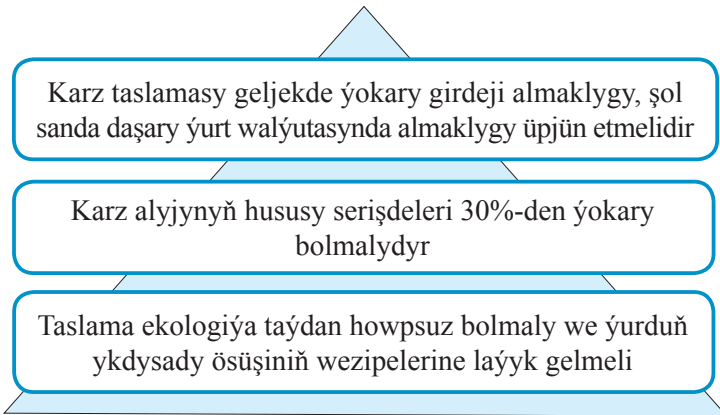 Karz taslamasy geljekde ýokary girdeji almaklygy, şol
sanda daşary ýurt walýutasynda almaklygy üpjün etmelidir
Karz alyjynyň hususy serişdeleri 30%-den ýokary
bolmalydyr
Taslama ekologiýa taýdan howpsuz bolmaly we ýurduň
ykdysady ösüşiniň wezipelerine laýyk gelmeli